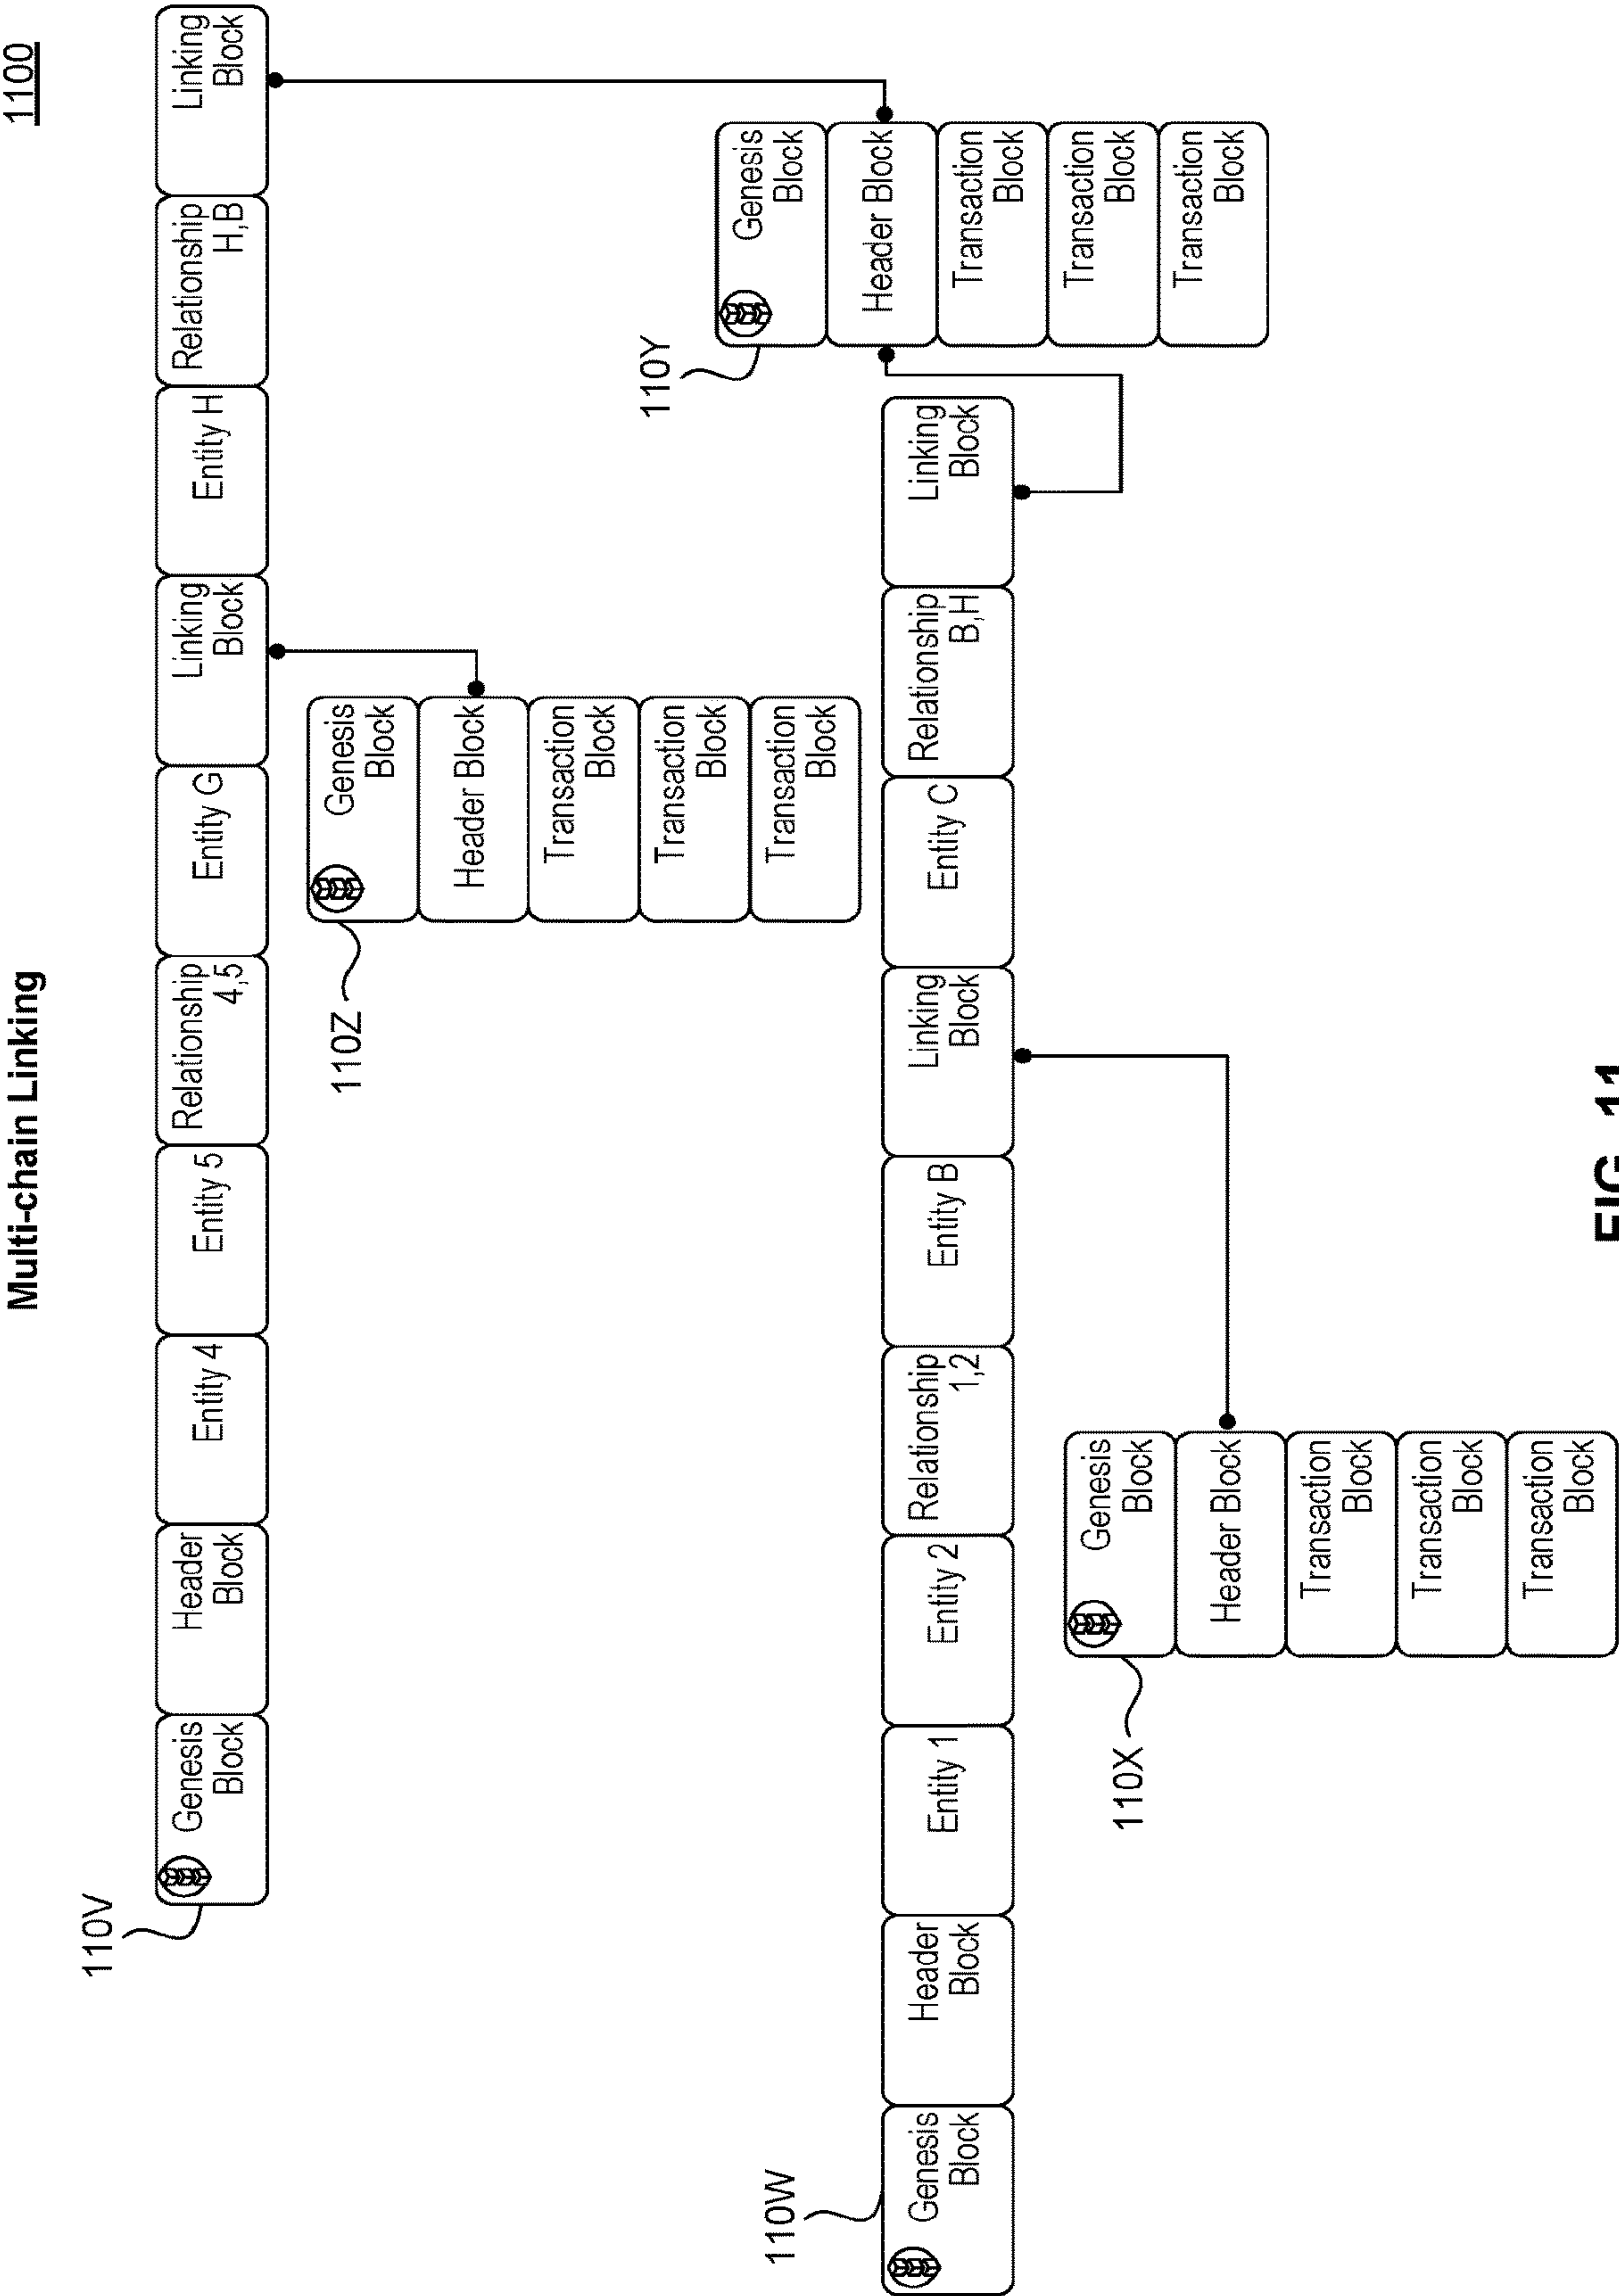 Multi-chain Linking
1100
110V
Genesis
Block
Header
Block
Entity 4
Entity 5
Relationship
4,5
Entity G
Linking
Block
Entity H
Relationship
H,B
Linking
Block
110Z
Genesis
Block
Header Block
Transaction
Block
Transaction
Block
Transaction
Block
110Y
Genesis
Block
Header Block
Transaction
Block
Transaction
Block
Transaction
Block
110W
Genesis
Block
Header
Block
Entity 1
Entity 2
Relationship
1,2
Entity B
Linking
Block
Entity C
Relationship
B,H
Linking
Block
110X
Genesis
Block
Header Block
Transaction
Block
Transaction
Block
Transaction
Block
FIG. 11